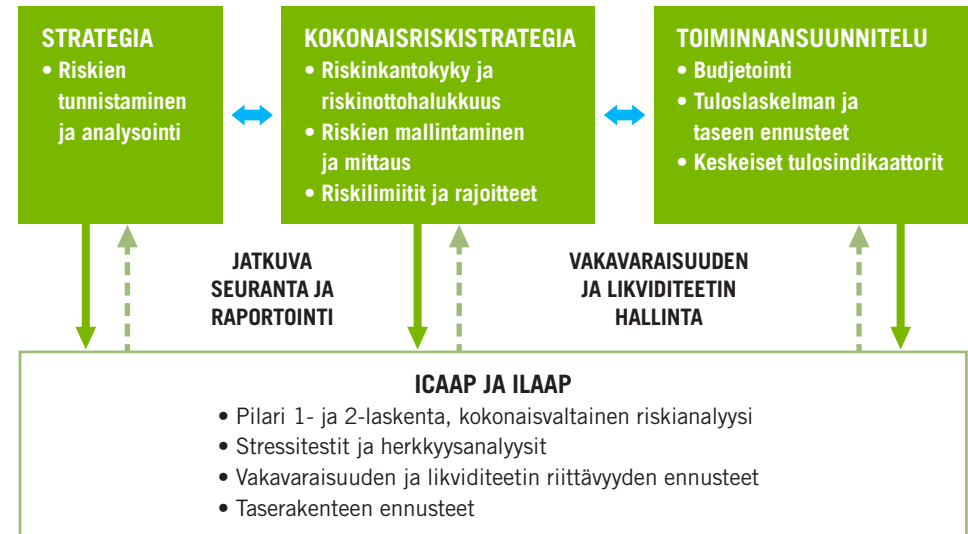 STRATEGIA
• Riskien
tunnistaminen
ja analysointi
KOKONAISRISKISTRATEGIA
• Riskinkantokyky ja
riskinottohalukkuus
• Riskien mallintaminen
ja mittaus
• Riskilimiitit ja rajoitteet
TOIMINNANSUUNNITELU
• Budjetointi
• Tuloslaskelman ja
taseen ennusteet
• Keskeiset tulosindikaattorit
JATKUVA
SEURANTA JA
RAPORTOINTI
VAKAVARAISUUDEN
JA LIKVIDITEETIN
HALLINTA
ICAAP JA ILAAP
• Pilari 1- ja 2-laskenta, kokonaisvaltainen riskianalyysi
• Stressitestit ja herkkyysanalyysit
• Vakavaraisuuden ja likviditeetin riittävyyden ennusteet
• Taserakenteen ennusteet